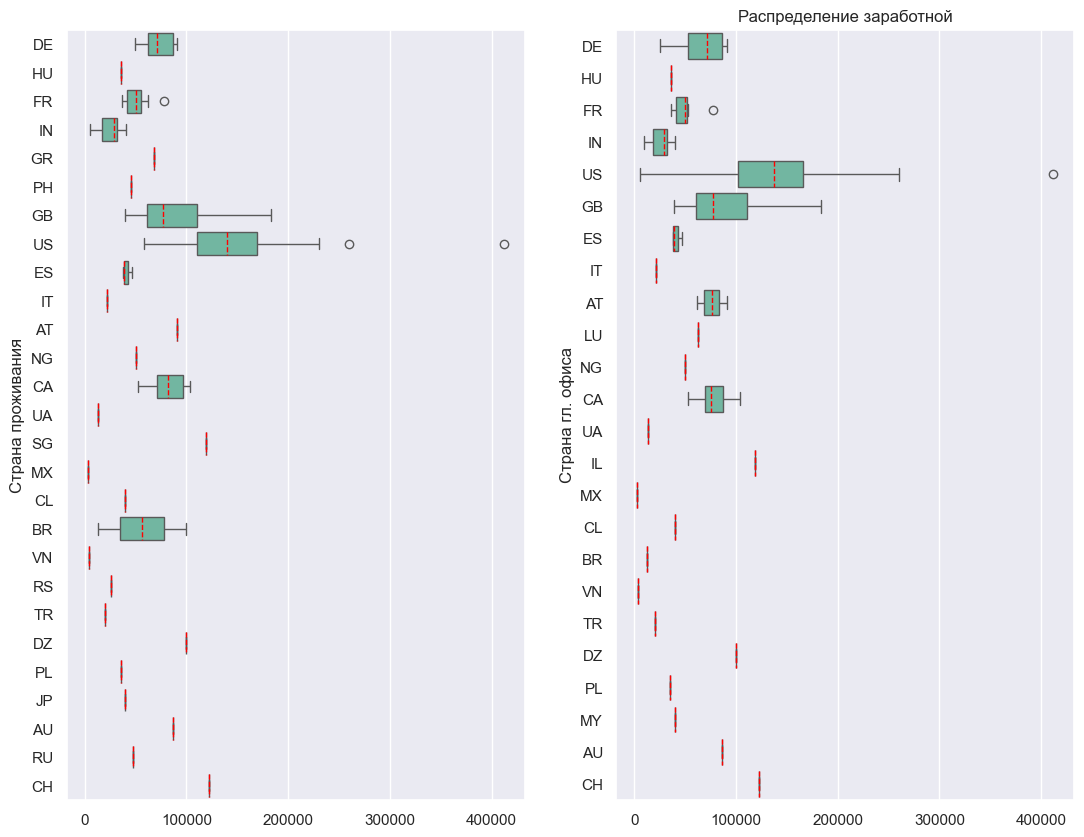 Распределение заработной
Страна проживания
DE
HU
FR
IN
GR
PH
GB
US
ES
IT
AT
NG
CA
UA
SG
MX
CL
BR
VN
RS
TR
DZ
PL
JP
AU
RU
CH
0 100000 200000 300000 400000
Страна гл. офиса
DE
HU
FR
IN
US
GB
ES
IT
AT
LU
NG
CA
UA
IL
MX
CL
BR
VN
TR
DZ
PL
MY
AU
CH
0 100000 200000 300000 400000